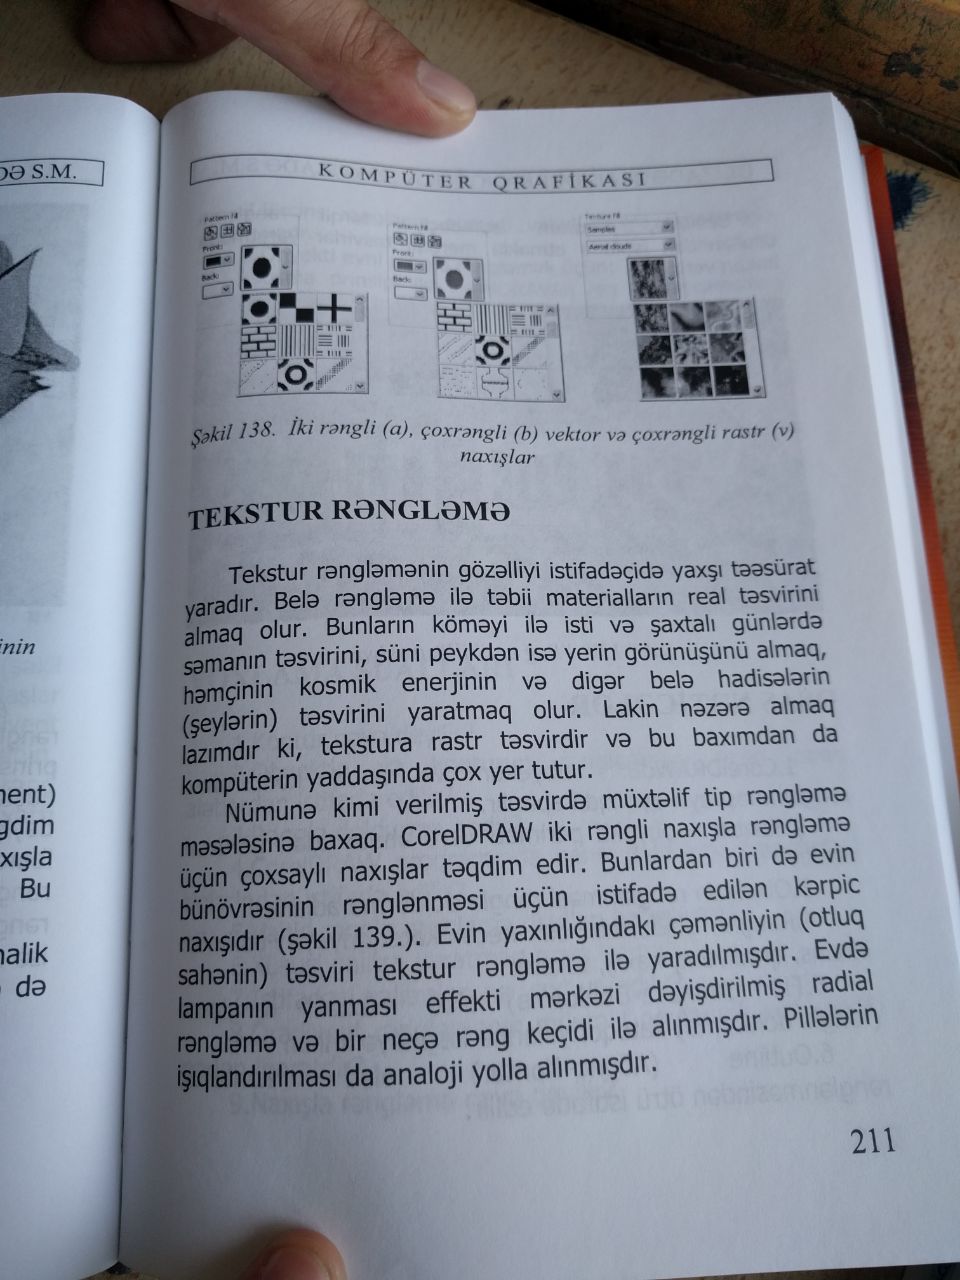 DƏ S.M.
inin
nent)
gdim
xışla
Bu
nalik
də
KOMPÜTER QRAFİKASI
Pattern Fill
Front:
Back:
Pattern Fill
Front:
Back:
Texture Fill
Samples
Aerial clouds
Şəkil 138. İki rəngli (a), çoxrəngli (b) vektor və çoxrəngli rastr (v)
naxışlar
TEKSTUR RƏNGLƏMƏ
Tekstur rəngləmənin gözəlliyi istifadəçidə yaxşı təəsürat
yaradır. Belə rəngləmə ilə təbii materialların real təsvirini
almaq olur. Bunların köməyi ilə isti və şaxtalı günlərdə
səmanın təsvirini, süni peykdən isə yerin görünüşünü almaq,
həmçinin kosmik enerjinin və digər belə hadisələrin
(şeylərin) təsvirini yaratmaq olur. Lakin nəzərə almaq
lazımdır ki, tekstura rastr təsvirdir və bu baxımdan da
kompüterin yaddaşında çox yer tutur.
Nümunə kimi verilmiş təsvirdə müxtəlif tip rəngləmə
məsələsinə baxaq. CorelDRAW iki rəngli naxışla rəngləmə
üçün çoxsaylı naxışlar təqdim edir. Bunlardan biri də evin
bünövrəsinin rənglənməsi üçün istifadə edilən kərpic
naxışıdır (şəkil 139.). Evin yaxınlığındakı çəmənliyin (otluq
sahənin) təsviri tekstur rəngləmə ilə yaradılmışdır. Evdə
lampanın yanması effekti mərkəzi dəyişdirilmiş radial
rəngləmə və bir neçə rəng keçidi ilə alınmışdır. Pillələrin
işıqlandırılması da analoji yolla alınmışdır.
211